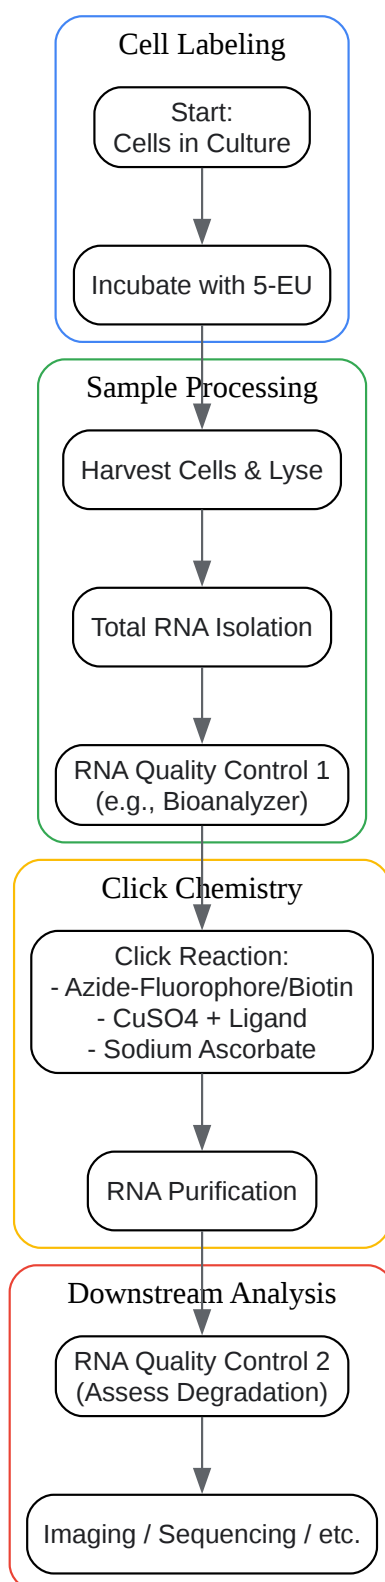 Cell Labeling
Start:
Cells in Culture
Incubate with 5-EU
Sample Processing
Harvest Cells & Lyse
Total RNA Isolation
RNA Quality Control 1
(e.g., Bioanalyzer)
Click Chemistry
Click Reaction:
- Azide-Fluorophore/Biotin
- CuSO4 + Ligand
- Sodium Ascorbate
RNA Purification
Downstream Analysis
RNA Quality Control 2
(Assess Degradation)
Imaging / Sequencing / etc.